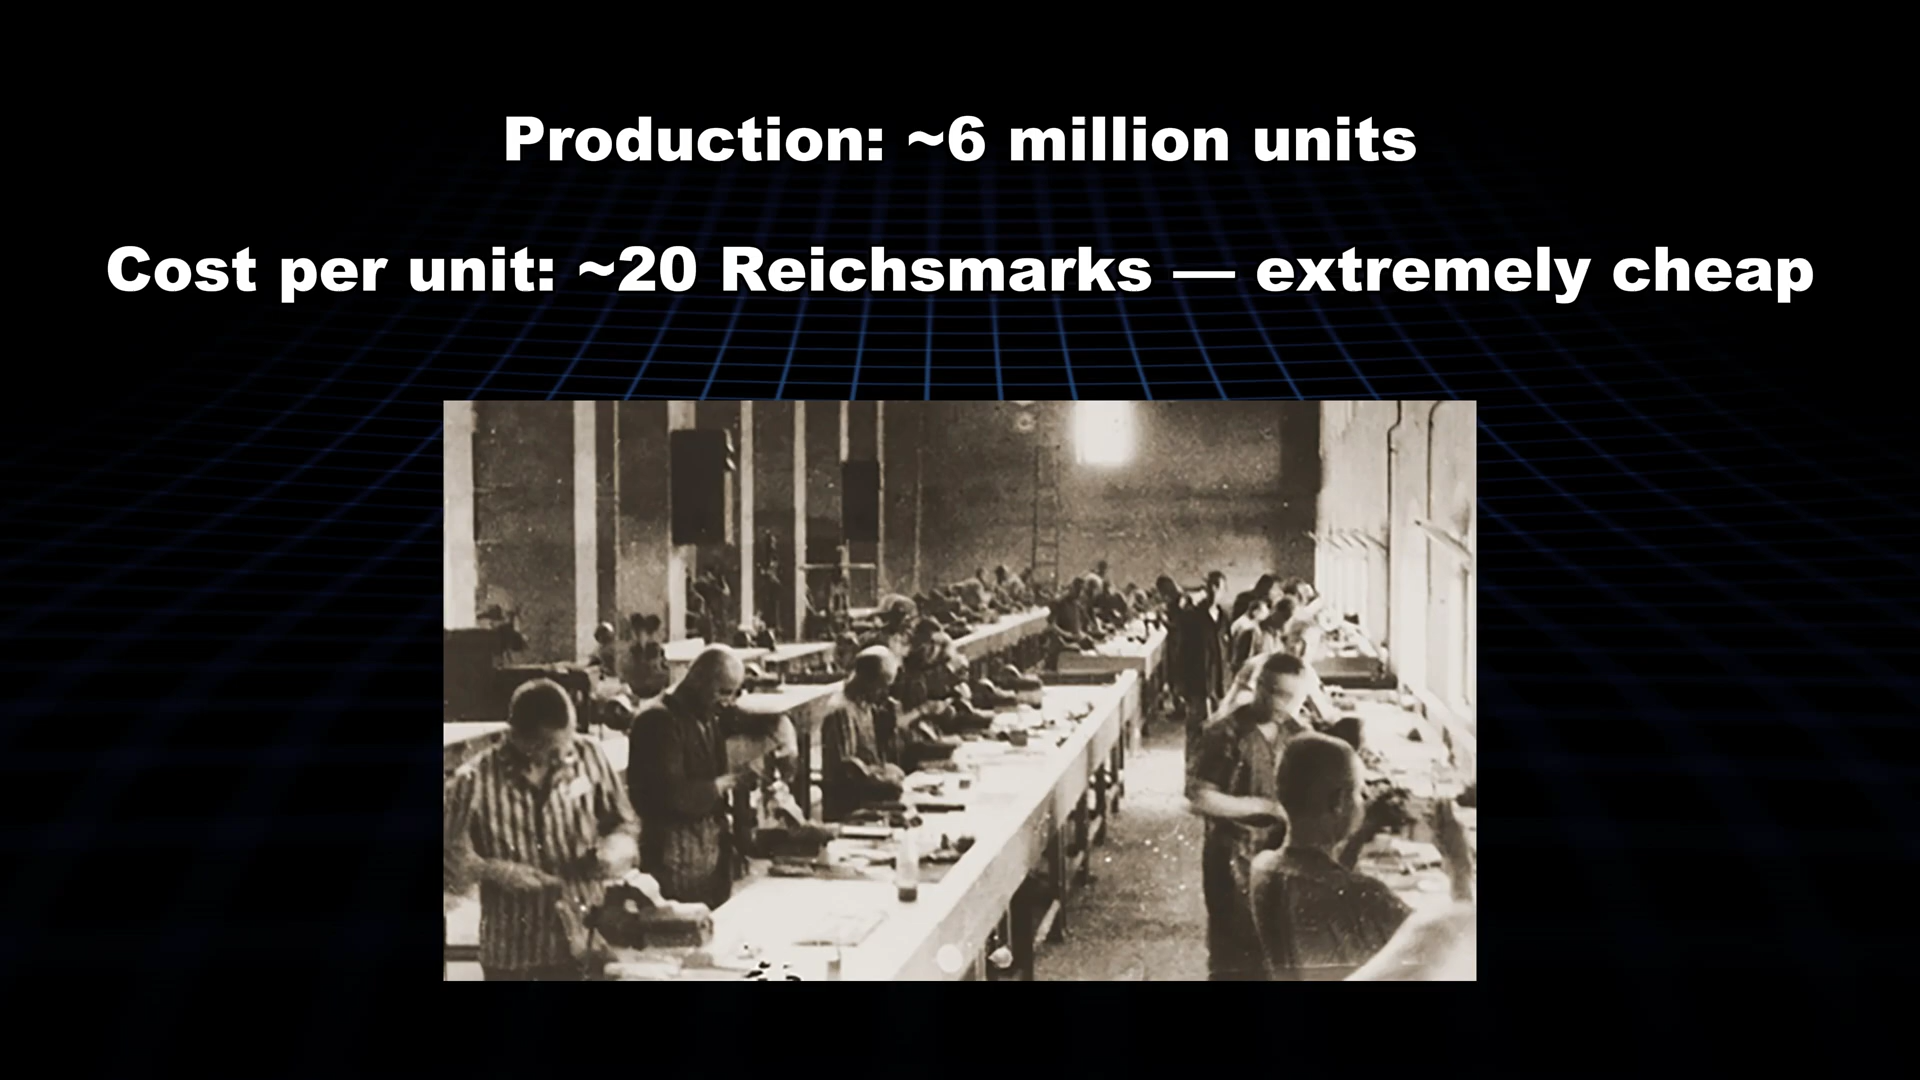 Production: ~6 million units
Cost per unit: ~20 Reichsmarks — extremely cheap